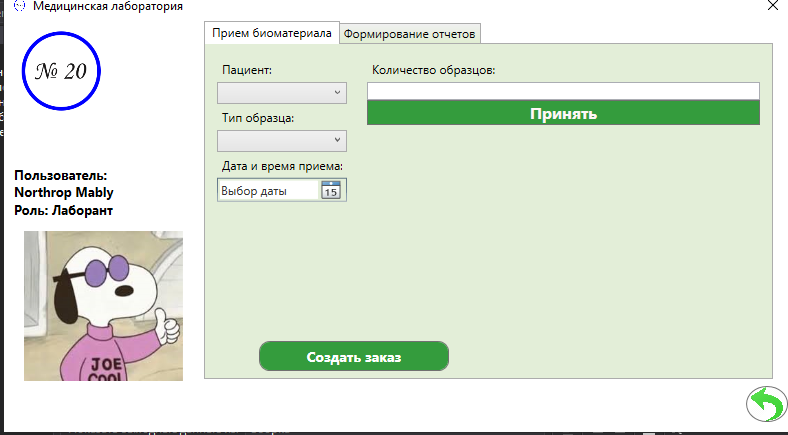 Медицинская лаборатория
№ 20
Пользователь:
Northrop Mably
Роль: Лаборант
JOE
COOL
Прием биоматериала
Формирование отчетов
Пациент:
Тип образца:
Дата и время приема:
Выбор даты
15
Количество образцов:
Принять
Создать заказ